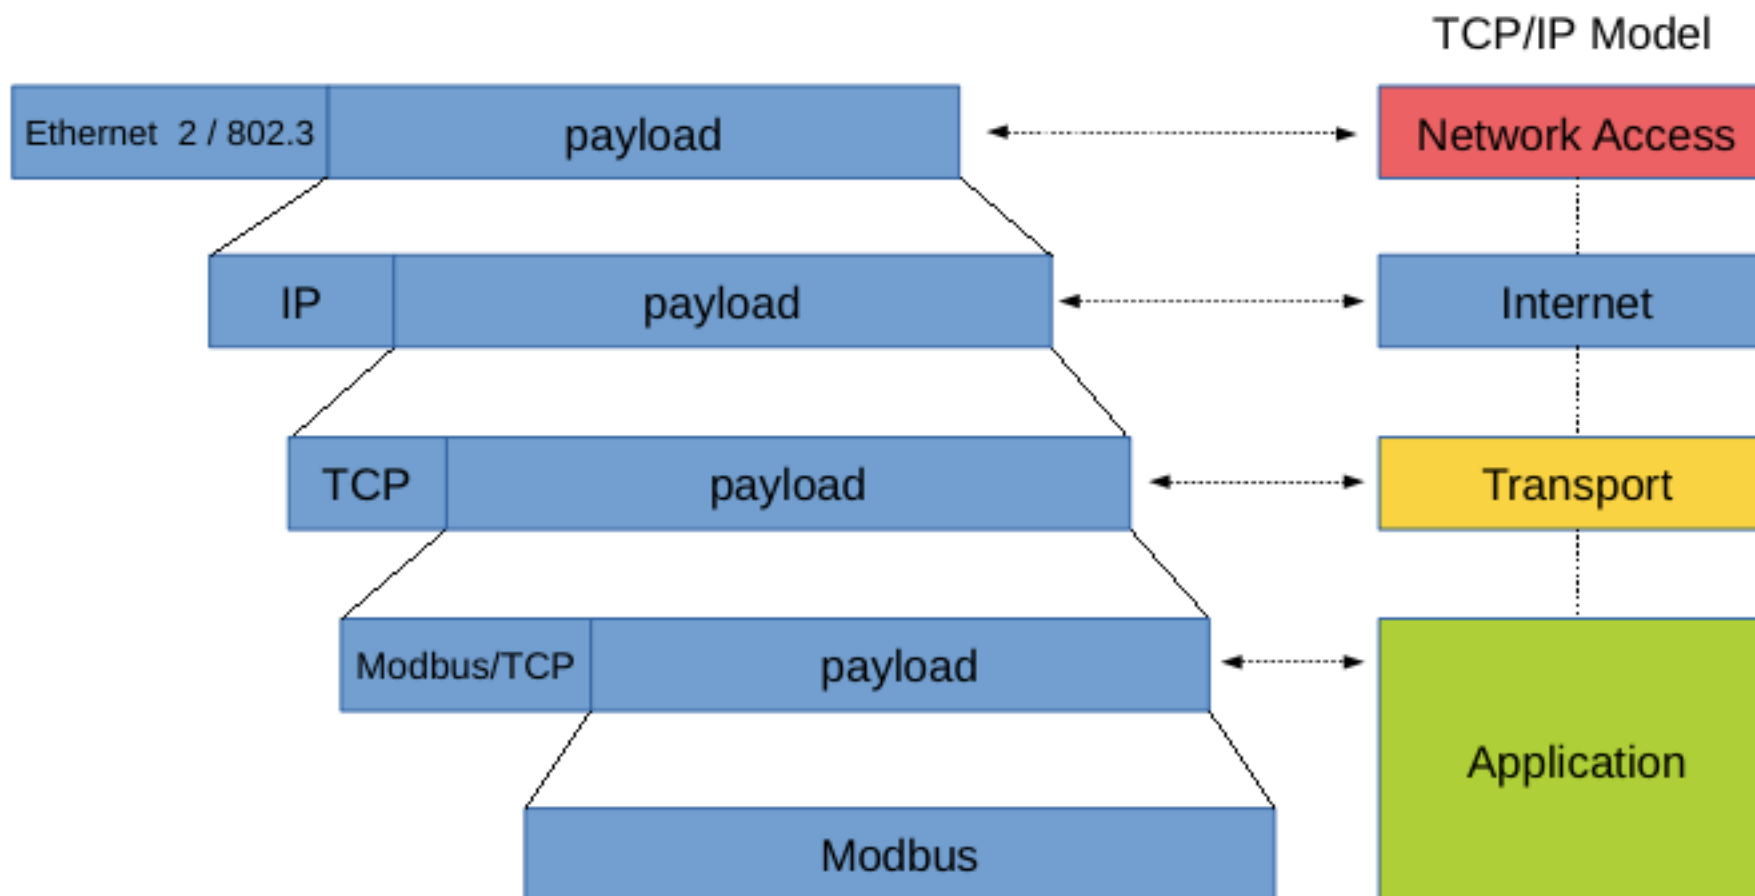 TCP/IP Model
Ethernet 2 / 802.3 payload Network Access
IP payload Internet
TCP payload Transport
Modbus/TCP payload
Application
Modbus